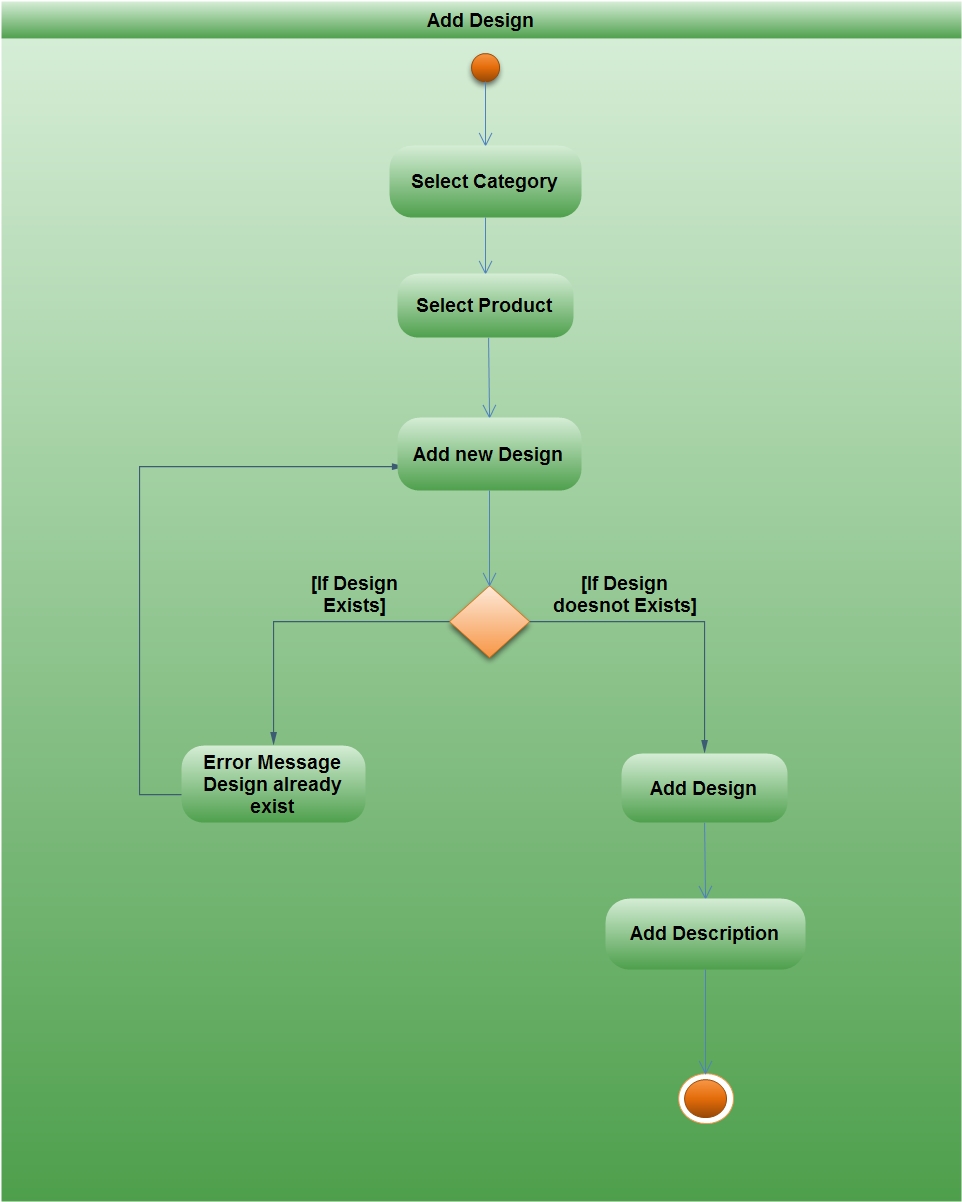 Add Design
Select Category
Select Product
Add new Design
[If Design
Exists]
[If Design
doesnot Exists]
Error Message
Design already
exist
Add Design
Add Description